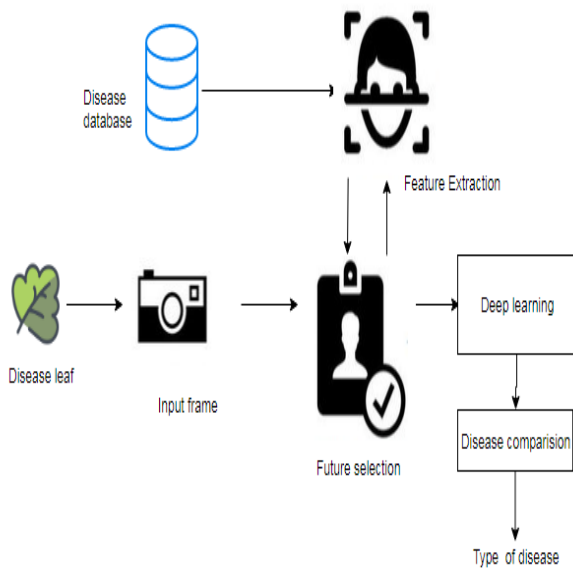 Disease
database
Feature Extraction
Deep learning
Disease leaf
Input frame
Disease comparision
Future selection
Type of disease